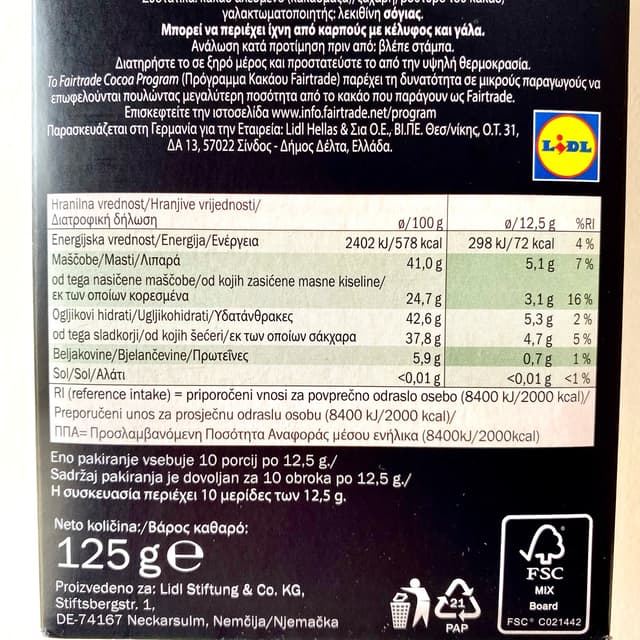 γαλακτωματοποιητής: λεκιθίνη σόγιας.
Μπορεί να περιέχει ίχνη από καρπούς με κέλυφος και γάλα.
Ανάλωση κατά προτίμηση πριν από: βλέπε στάμπα.
Διατηρήστε το σε ξηρό μέρος και προστατεύστε το από την υψηλή θερμοκρασία.
Το Fairtrade Cocoa Program (Πρόγραμμα Κακάου Fairtrade) παρέχει τη δυνατότητα σε μικρούς παραγωγούς να
επωφελούνται πουλώντας μεγαλύτερη ποσότητα από το κακάο που παράγουν ως Fairtrade.
Επισκεφτείτε την ιστοσελίδα www.info.fairtrade.net/program
Παρασκευάζεται στη Γερμανία για την Εταιρεία: Lidl Hellas & Σια Ο.Ε., ΒΙ.ΠΕ. Θεσ/νίκης, Ο.Τ. 31,
ΔΑ 13, 57022 Σίνδος - Δήμος Δέλτα, Ελλάδα.
LIDL
Hranilna vrednost/Hranjive vrijednosti/
Διατροφική δήλωση ø/100 g ø/12,5 g %RI
Energijska vrednost/Energija/Ενέργεια 2402 kJ/578 kcal 298 kJ/72 kcal 4 %
Maščobe/Masti/Λιπαρά 41,0 g 5,1 g 7 %
od tega nasičene maščobe/od kojih zasićene masne kiseline/
εκ των οποίων κορεσμένα 24,7 g 3,1 g 16 %
Ogljikovi hidrati/Ugljikohidrati/Υδατάνθρακες 42,6 g 5,3 g 2 %
od tega sladkorji/od kojih šećeri/εκ των οποίων σάκχαρα 37,8 g 4,7 g 5 %
Beljakovine/Bjelančevine/Πρωτεΐνες 5,9 g 0,7 g 1 %
Sol/Sol/Αλάτι <0,01 g <0,01 g <1 %
RI (reference intake) = priporočeni vnosi za povprečno odraslo osebo (8400 kJ/2000 kcal)/
Preporučeni unos za prosječnu odraslu osobu (8400 kJ/2000 kcal)/
ΠΠΑ= Προσλαμβανόμενη Ποσότητα Αναφοράς μέσου ενήλικα (8400kJ/2000kcal)
Eno pakiranje vsebuje 10 porcij po 12,5 g./
Sadržaj pakiranja je dovoljan za 10 obroka po 12,5 g./
Η συσκευασία περιέχει 10 μερίδες των 12,5 g.
Neto količina:/Βάρος καθαρό:
125 g e
Proizvedeno za: Lidl Stiftung & Co. KG,
Stiftsbergstr. 1,
DE-74167 Neckarsulm, Nemčija/Njemačka
21
PAP
FSC
MIX
Board
FSC® C021442